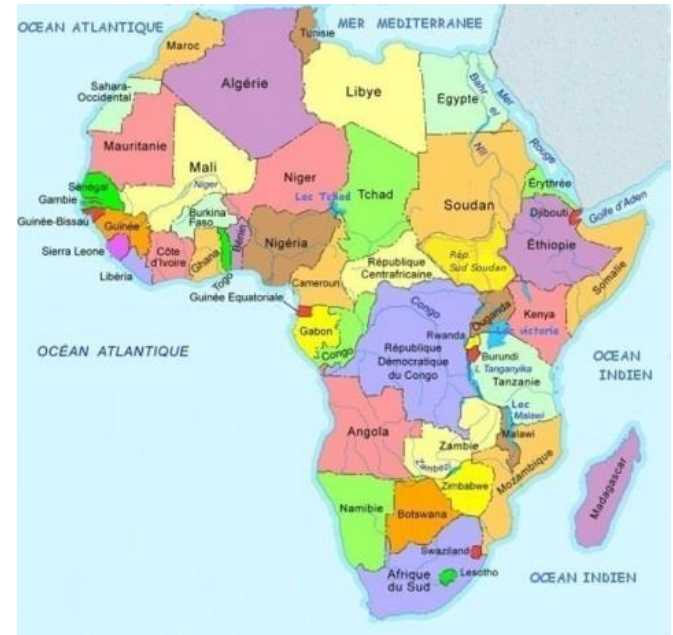 OCEAN ATLANTIQUE
MER MEDITERRANEE
Tunisie
Maroc
Algérie
Libye
Egypte
Bahr el
Mer
Rouge
Sahara-
Occidental
Mauritanie
Mali
Niger
Niger
Lac Tchad
Tchad
Soudan
Nil
Erythrée
Djibouti
Golfe d'Aden
Sénégal
Gambie
Guinée-Bissau
Guinée
Burkina
Faso
Bénin
Nigéria
Sierra Leone
Libéria
Côte
d'Ivoire
Ghana
Togo
Cameroun
République
Centrafricaine
Rép.
Sud Soudan
Éthiopie
Somalie
Guinée Equatoriale
Gabon
Congo
Congo
Ouganda
Kenya
Lac victoria
Rwanda
Burundi
République
Démocratique
du Congo
L Tanganyika
Tanzanie
OCÉAN ATLANTIQUE
OCEAN
INDIEN
Angola
Zambie
Lac
Malawi
Malawi
Zambezi
Mozambique
Zimbabwe
Madagascar
Namibie
Botswana
Swaziland
Afrique
du Sud
Lesotho
OCEAN INDIEN